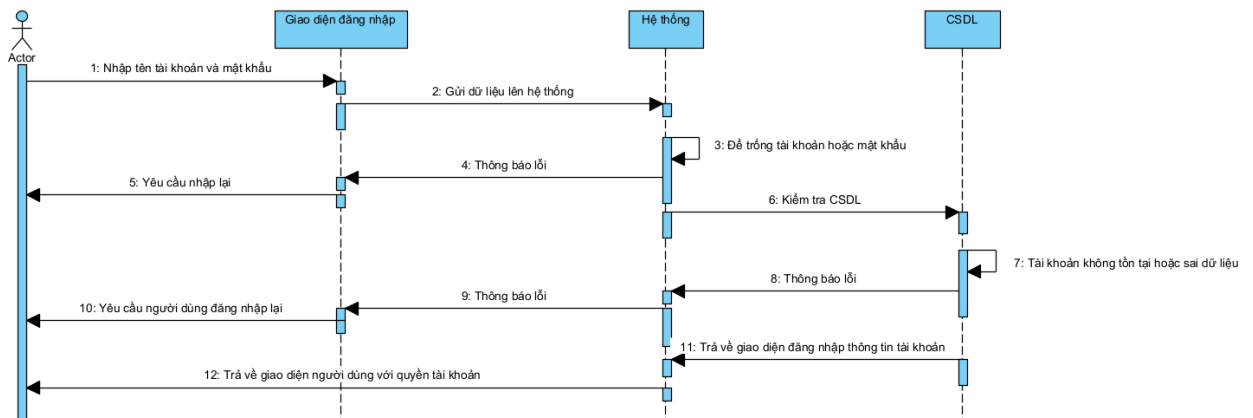 Giao diện đăng nhập
Hệ thống
CSDL
Actor
1: Nhập tên tài khoản và mật khẩu
2: Gửi dữ liệu lên hệ thống
3: Để trống tài khoản hoặc mật khẩu
4: Thông báo lỗi
5: Yêu cầu nhập lại
6: Kiểm tra CSDL
7: Tài khoản không tồn tại hoặc sai dữ liệu
8: Thông báo lỗi
9: Thông báo lỗi
10: Yêu cầu người dùng đăng nhập lại
11: Trả về giao diện đăng nhập thông tin tài khoản
12: Trả về giao diện người dùng với quyền tài khoản